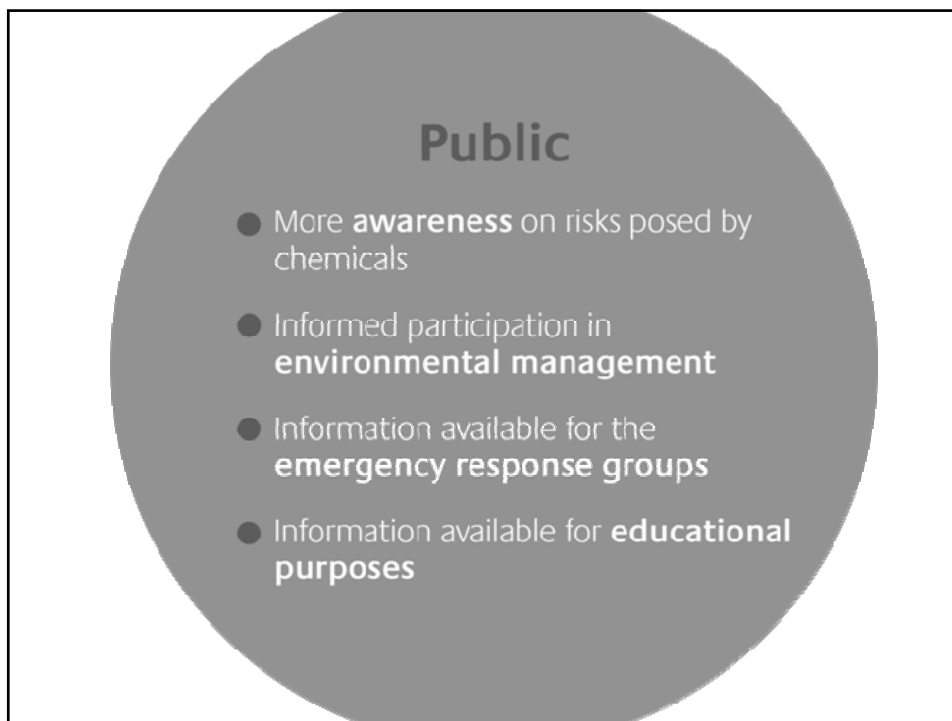 Public
● More awareness on risks posed by
chemicals
● Informed participation in
environmental management
● Information available for the
emergency response groups
● Information available for educational
purposes